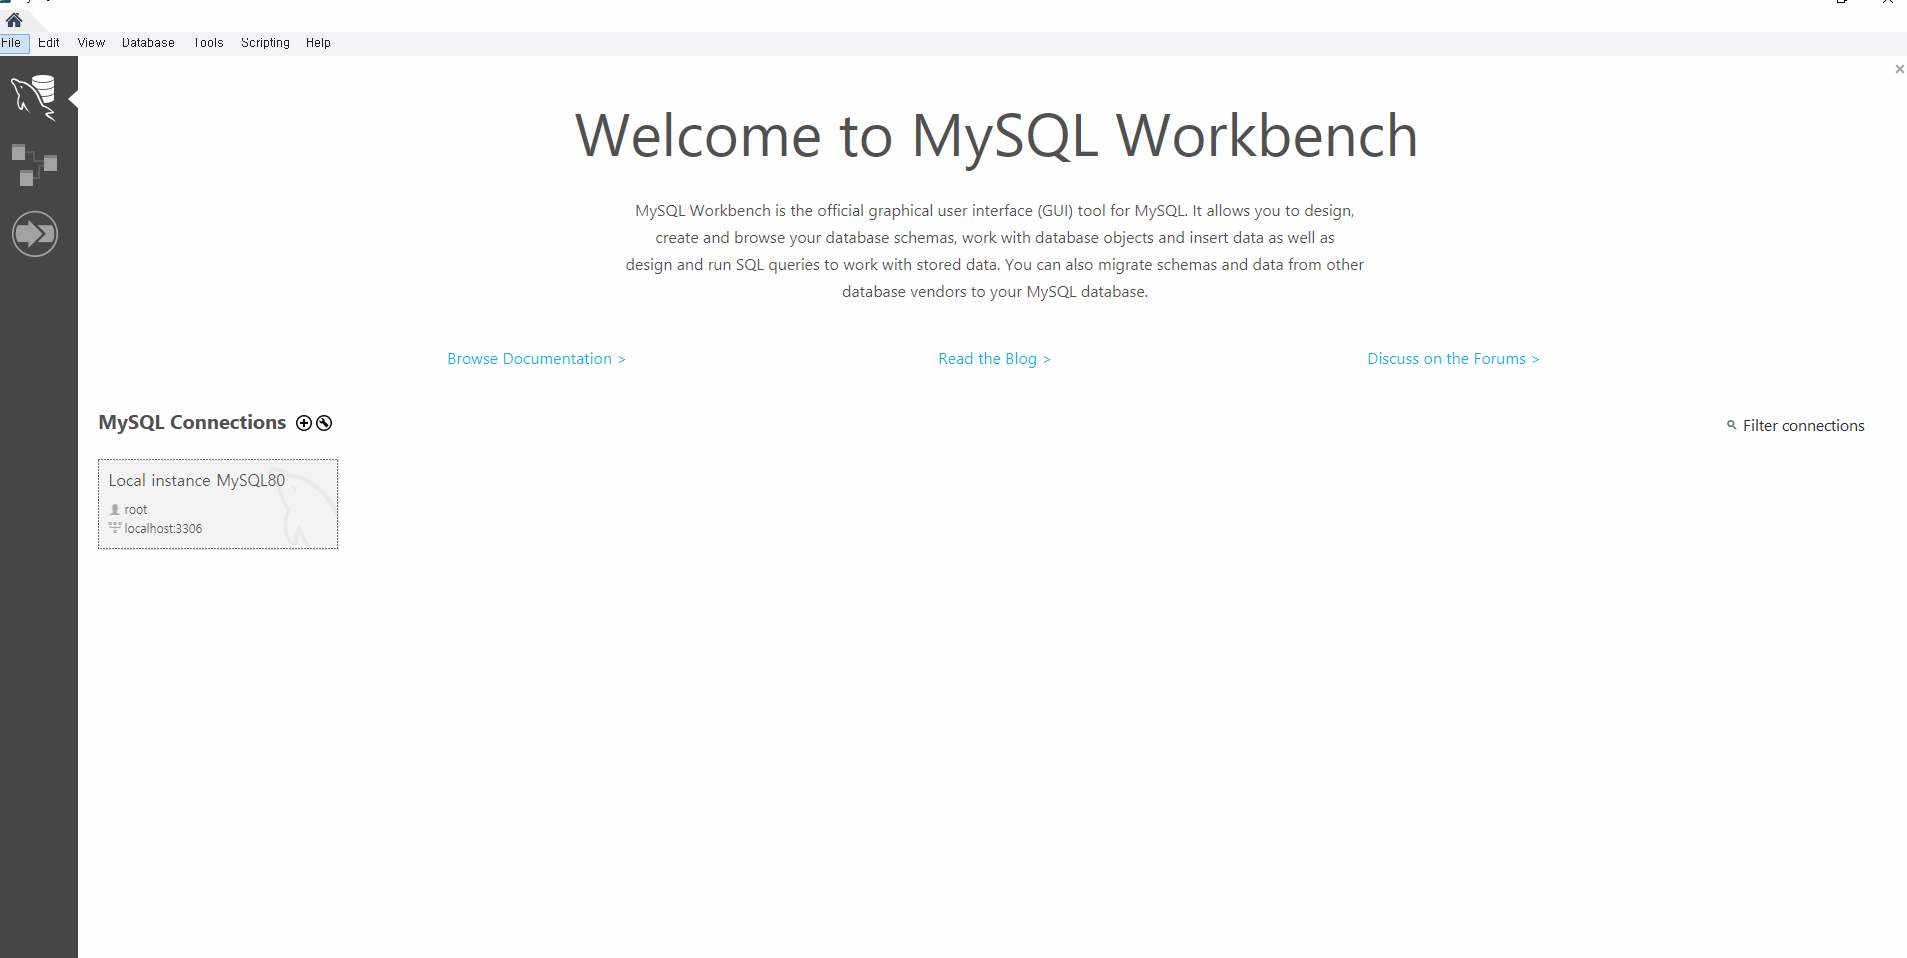 File Edit View Database Tools Scripting Help
Welcome to MySQL Workbench
MySQL Workbench is the official graphical user interface (GUI) tool for MySQL. It allows you to design,
create and browse your database schemas, work with database objects and insert data as well as
design and run SQL queries to work with stored data. You can also migrate schemas and data from other
database vendors to your MySQL database.
Browse Documentation > Read the Blog > Discuss on the Forums >
MySQL Connections Filter connections
Local instance MySQL80
root
localhost:3306